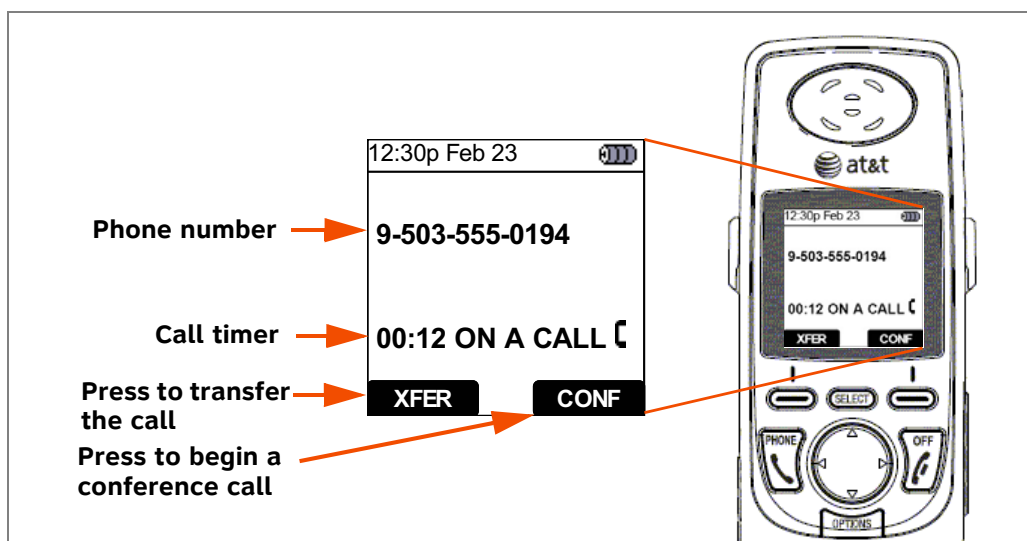 12:30p Feb 23
Phone number
9-503-555-0194
Call timer
00:12 ON A CALL
Press to transfer
the call
XFER
CONF
Press to begin a
conference call
at&t
12:30p Feb 23
9-503-555-0194
00:12 ON A CALL
XFER
CONF
SELECT
PHONE
OFF
OPTIONS